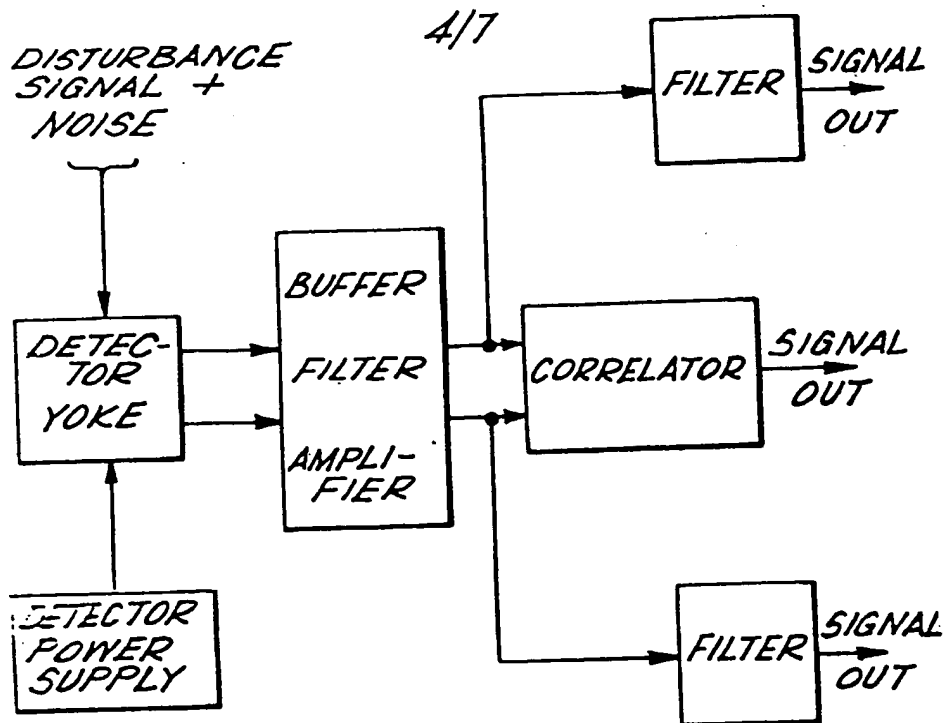 4/7
DISTURBANCE
SIGNAL +
NOISE
FILTER
SIGNAL
OUT
BUFFER
FILTER
AMPLI-
FIER
DETEC-
TOR
YOKE
CORRELATOR
SIGNAL
OUT
DETECTOR
POWER
SUPPLY
FILTER
SIGNAL
OUT